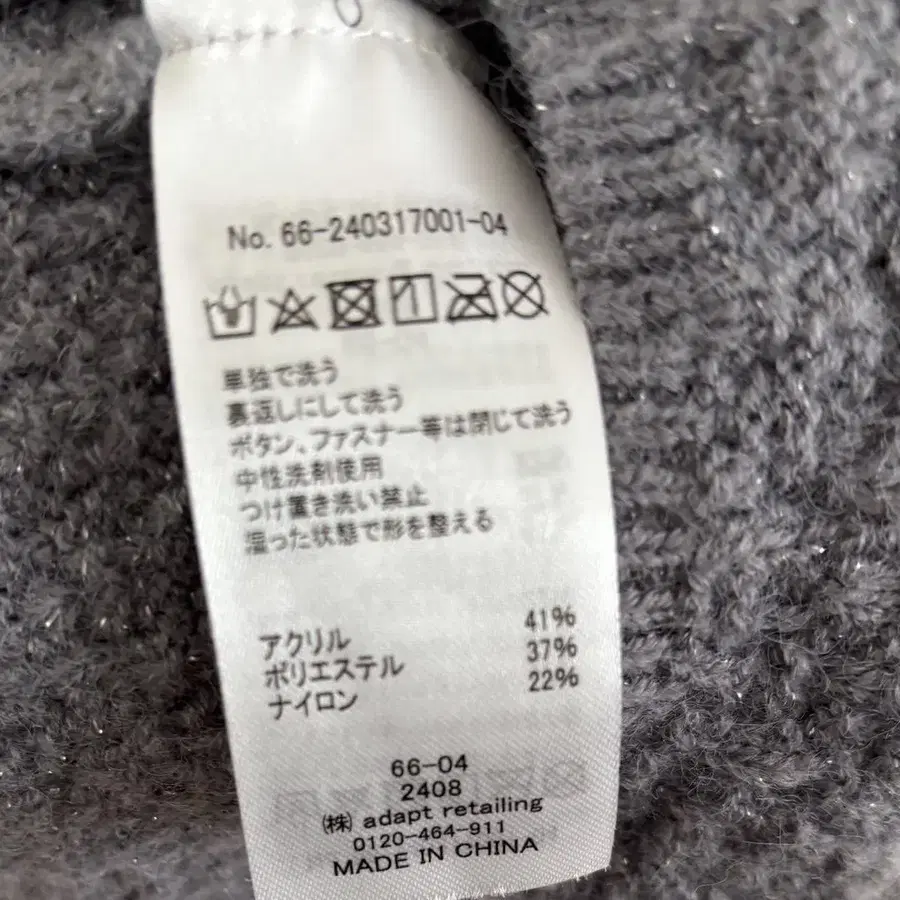 No. 66-240317001-04
単独で洗う
裏返しにして洗う
ボタン、ファスナー等は閉じて洗う
中性洗剤使用
つけ置き洗い禁止
湿った状態で形を整える
アクリル 41%
ポリエステル 37%
ナイロン 22%
66-04
2408
(株) adapt retailing
0120-464-911
MADE IN CHINA